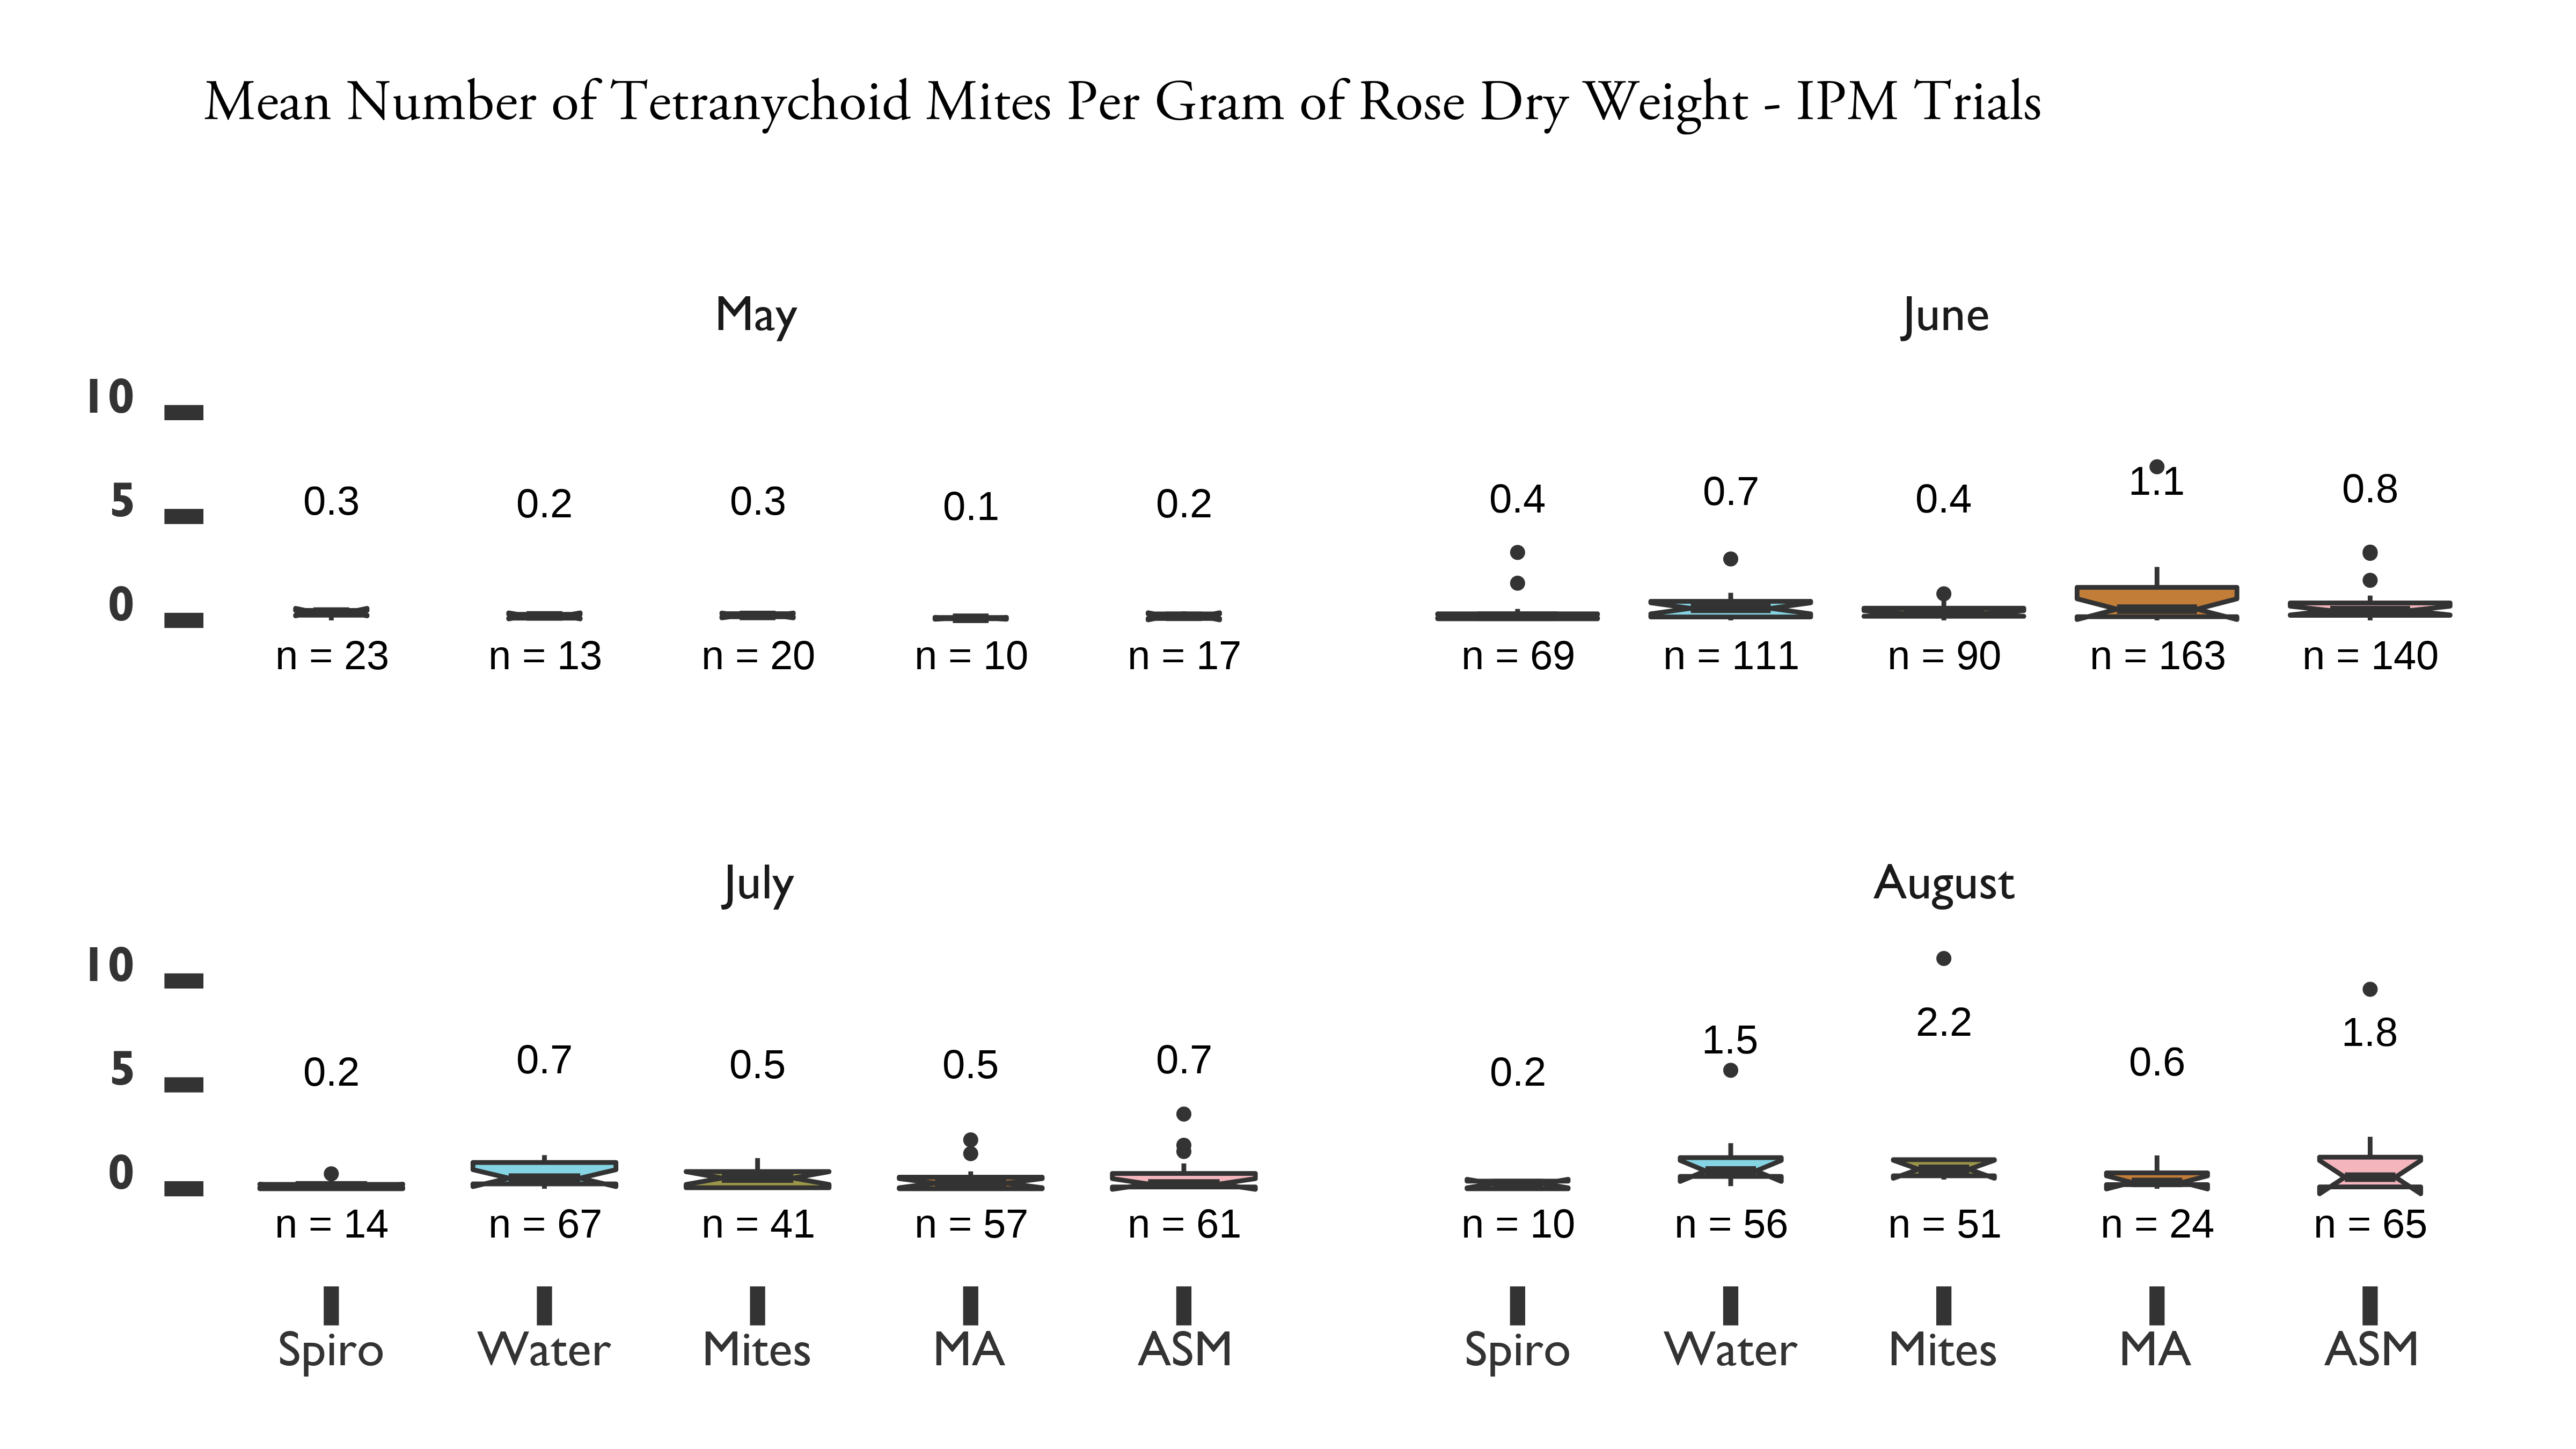 Mean Number of Tetranychoid Mites Per Gram of Rose Dry Weight - IPM Trials
May
June
10
5
0
0.3 0.2 0.3 0.1 0.2
0.4 0.7 0.4 1.1 0.8
n = 23 n = 13 n = 20 n = 10 n = 17
n = 69 n = 111 n = 90 n = 163 n = 140
July
August
10
5
0
0.2 0.7 0.5 0.5 0.7
0.2 1.5 2.2 0.6 1.8
n = 14 n = 67 n = 41 n = 57 n = 61
n = 10 n = 56 n = 51 n = 24 n = 65
Spiro Water Mites MA ASM
Spiro Water Mites MA ASM